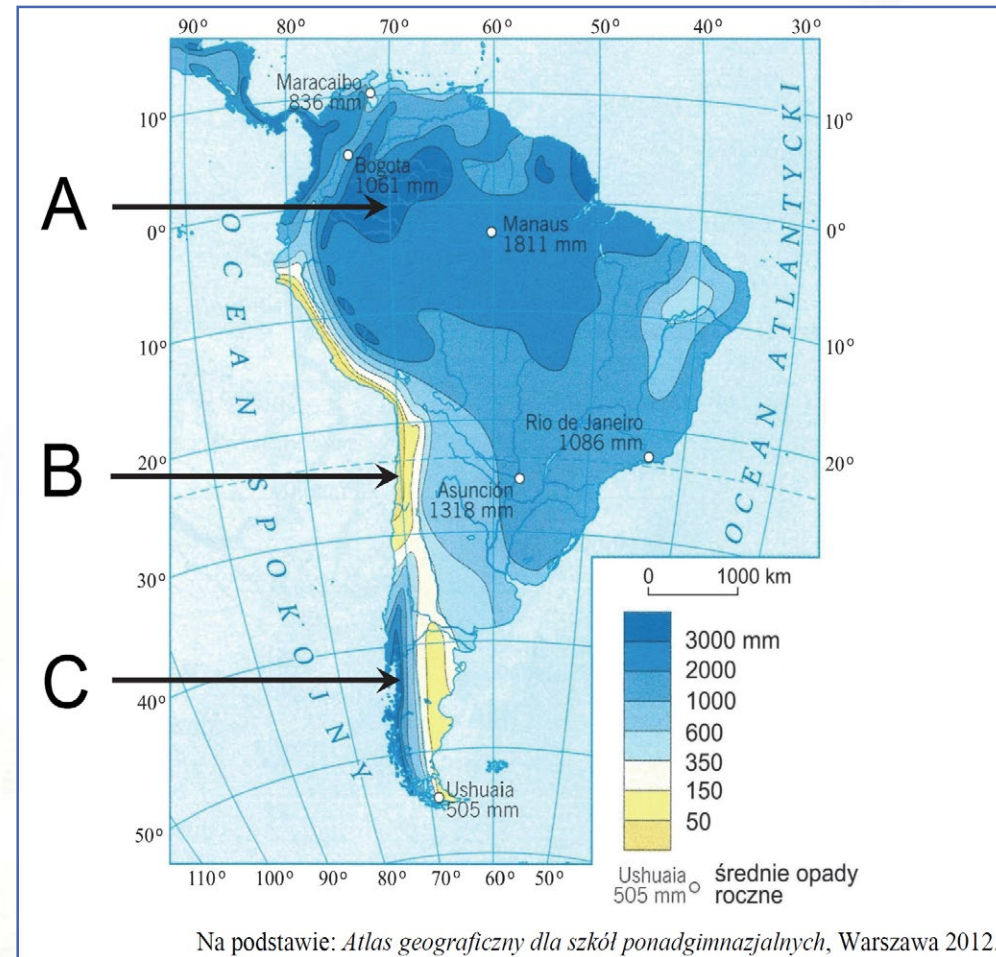 90° 80° 70° 60° 50° 40° 30°
Maracaibo
836 mm
10° 10°
Bogota
1061 mm
A
Manaus
1811 mm
0° 0°
OCEAN SPOKOJNY
OCEAN ATLANTYCKI
10° 10°
Rio de Janeiro
1086 mm
B
20° 20°
Asunción
1318 mm
30°
C
40°
Ushuaia
505 mm
50°
110° 100° 90° 80° 70° 60° 50°
0 1000 km
3000 mm
2000
1000
600
350
150
50
Ushuaia
505 mm
średnie opady
roczne
Na podstawie: Atlas geograficzny dla szkół ponadgimnazjalnych, Warszawa 2012.